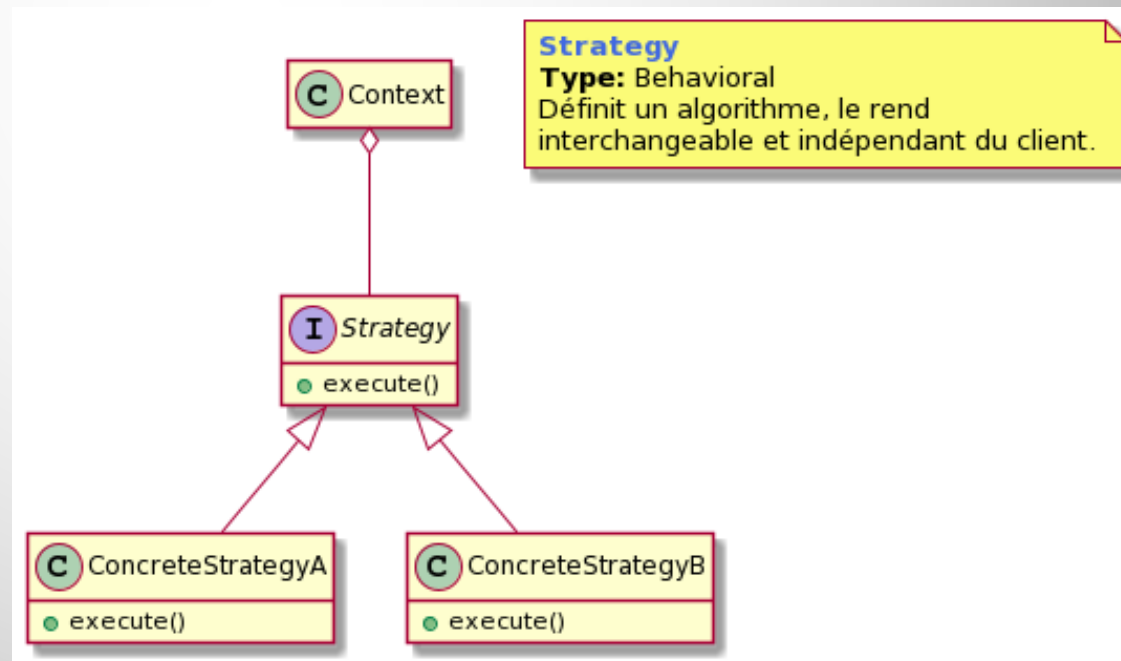 Strategy
Type: Behavioral
Définit un algorithme, le rend
interchangeable et indépendant du client.
C Context
I Strategy
execute()
C ConcreteStrategyA
execute()
C ConcreteStrategyB
execute()